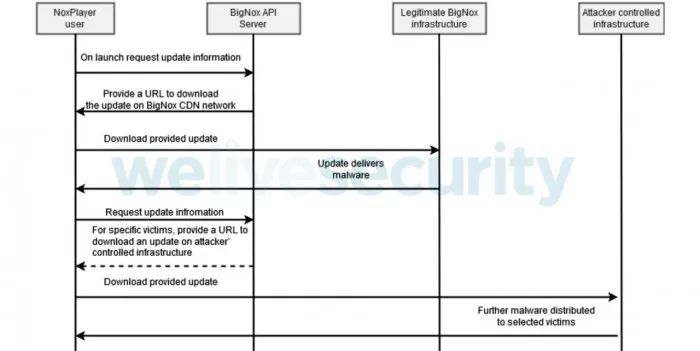 NoxPlayer
user
BigNox API
Server
Legitimate BigNox
infrastructure
Attacker controlled
infrastructure
On launch request update information
Provide a URL to download
the update on BigNox CDN network
Download provided update
welivesecurity
Update delivers
malware
Request update infromation
For specific victims, provide a URL to
download an update on attacker'
controlled infrastructure
Download provided update
Further malware distributed
to selected victims